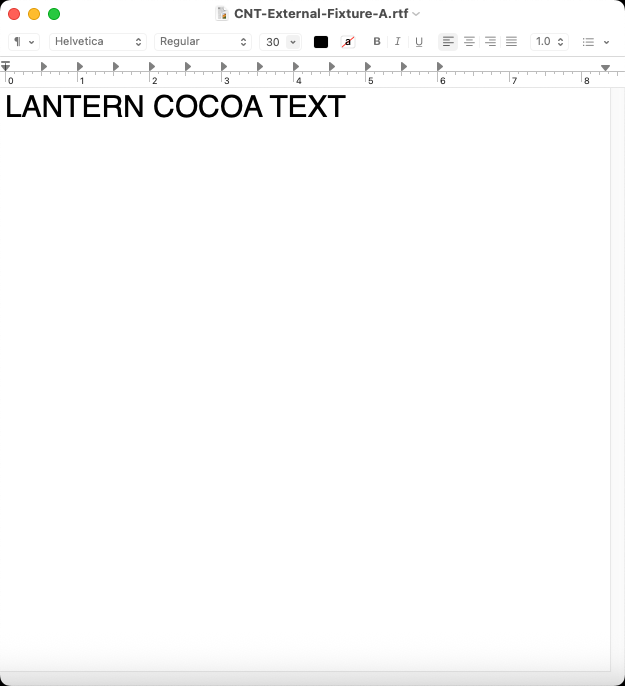 CNT-External-Fixture-A.rtf
¶ Helvetica Regular 30 a B I U 1.0
0 1 2 3 4 5 6 7 8
LANTERN COCOA TEXT